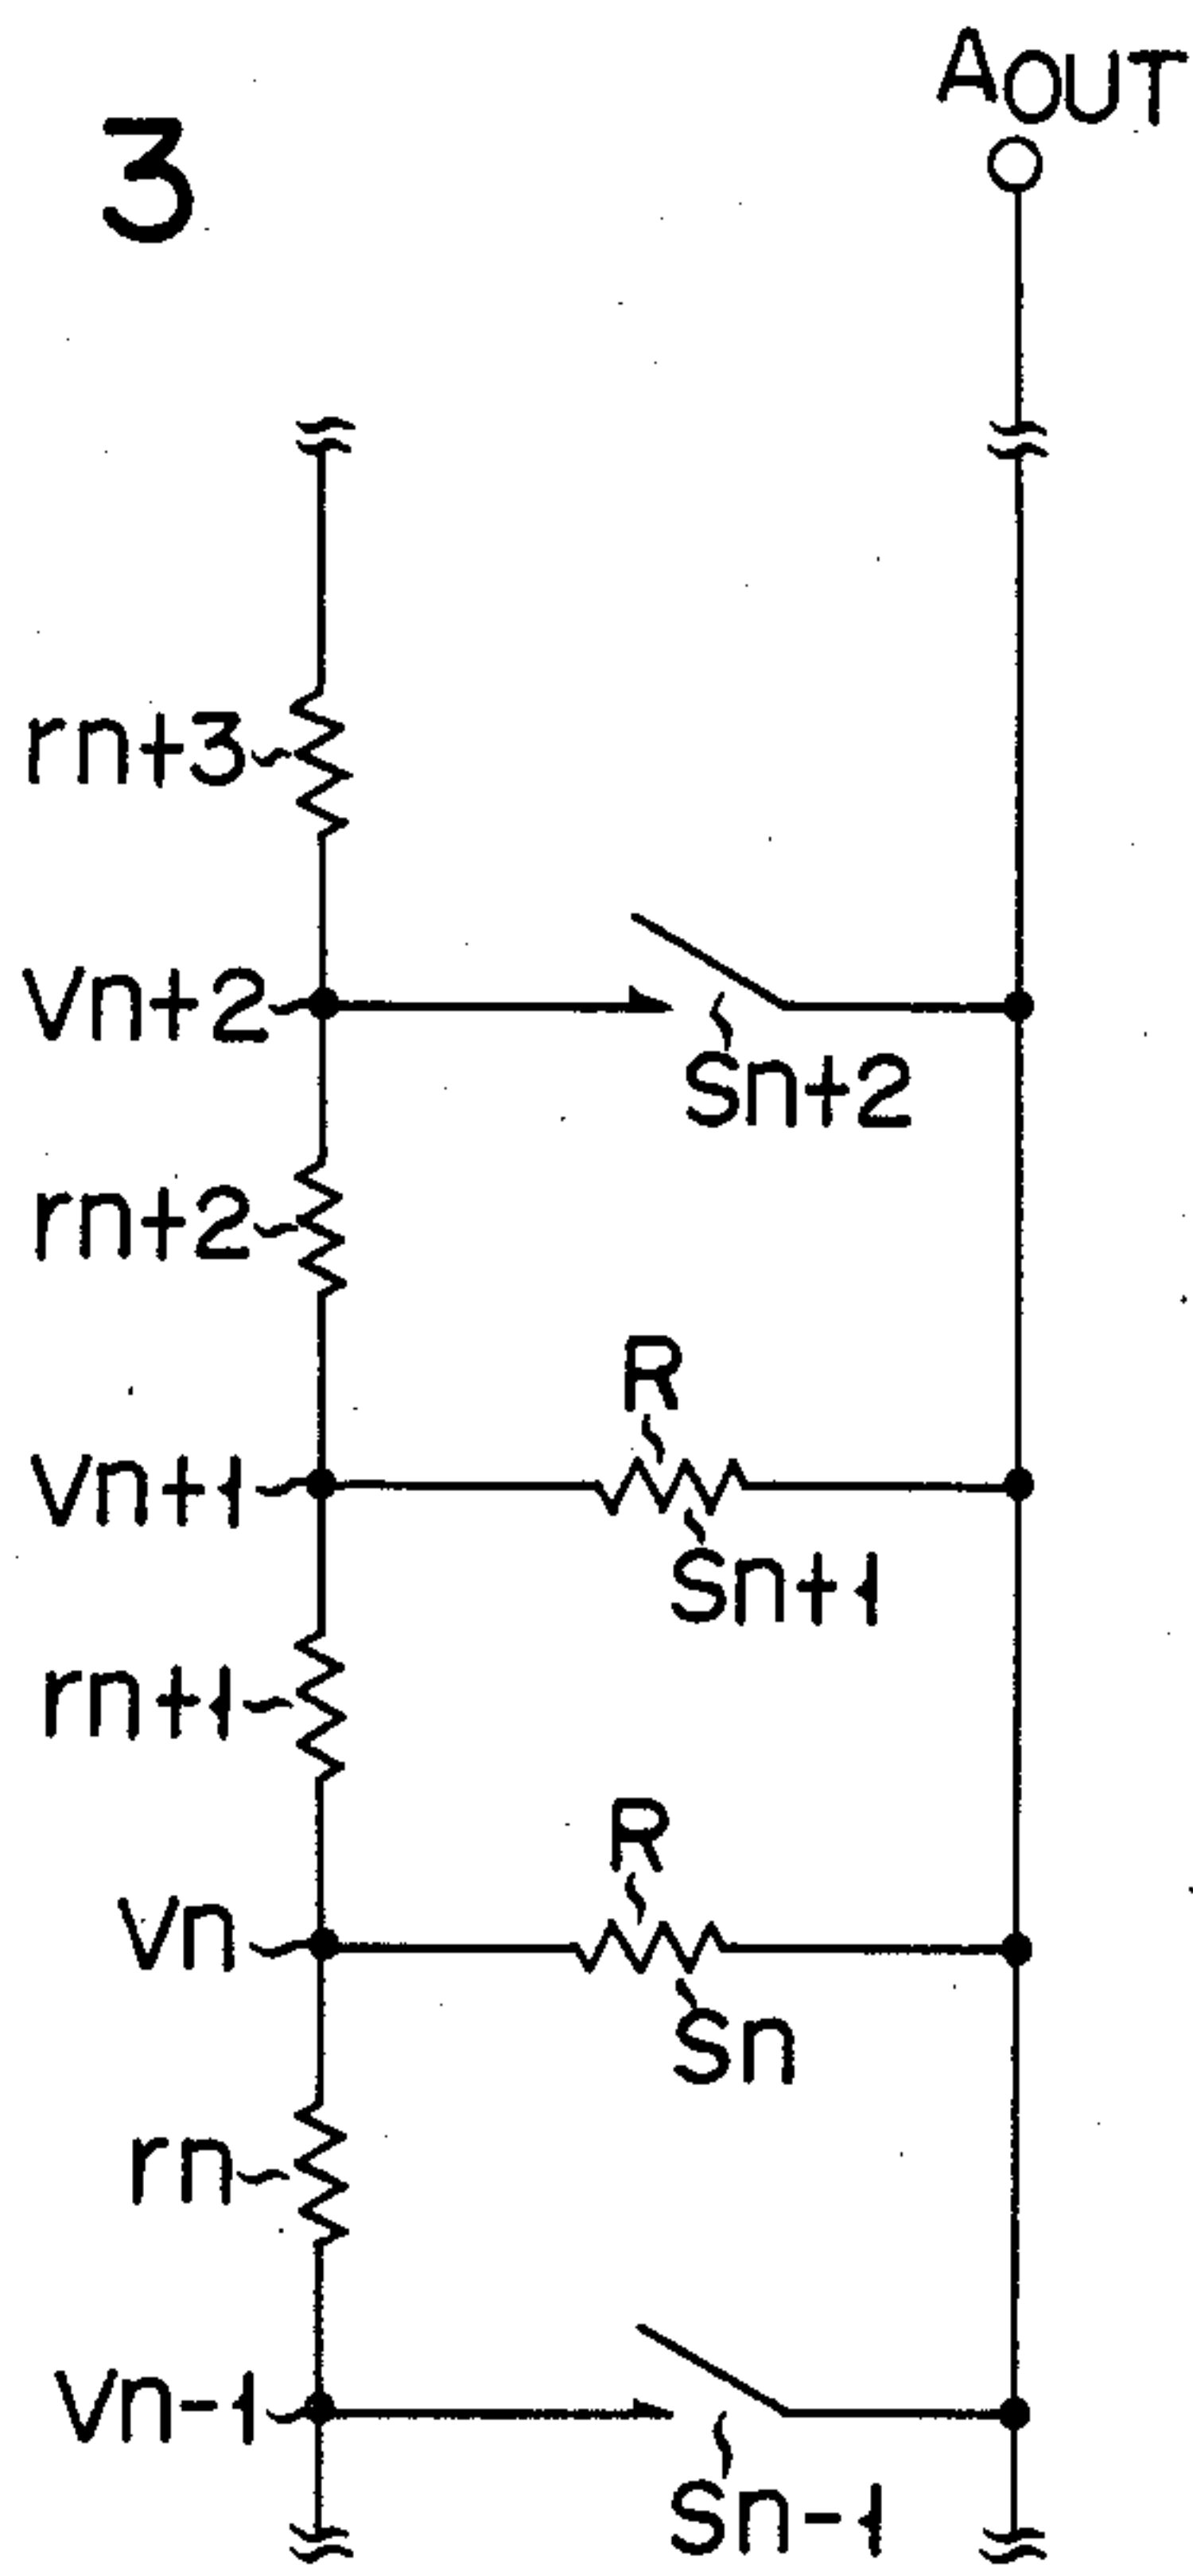 3
AOUT
rn+3
Vn+2
Sn+2
rn+2
R
Vn+1
Sn+1
rn+1
R
Vn
Sn
rn
Vn-1
Sn-1